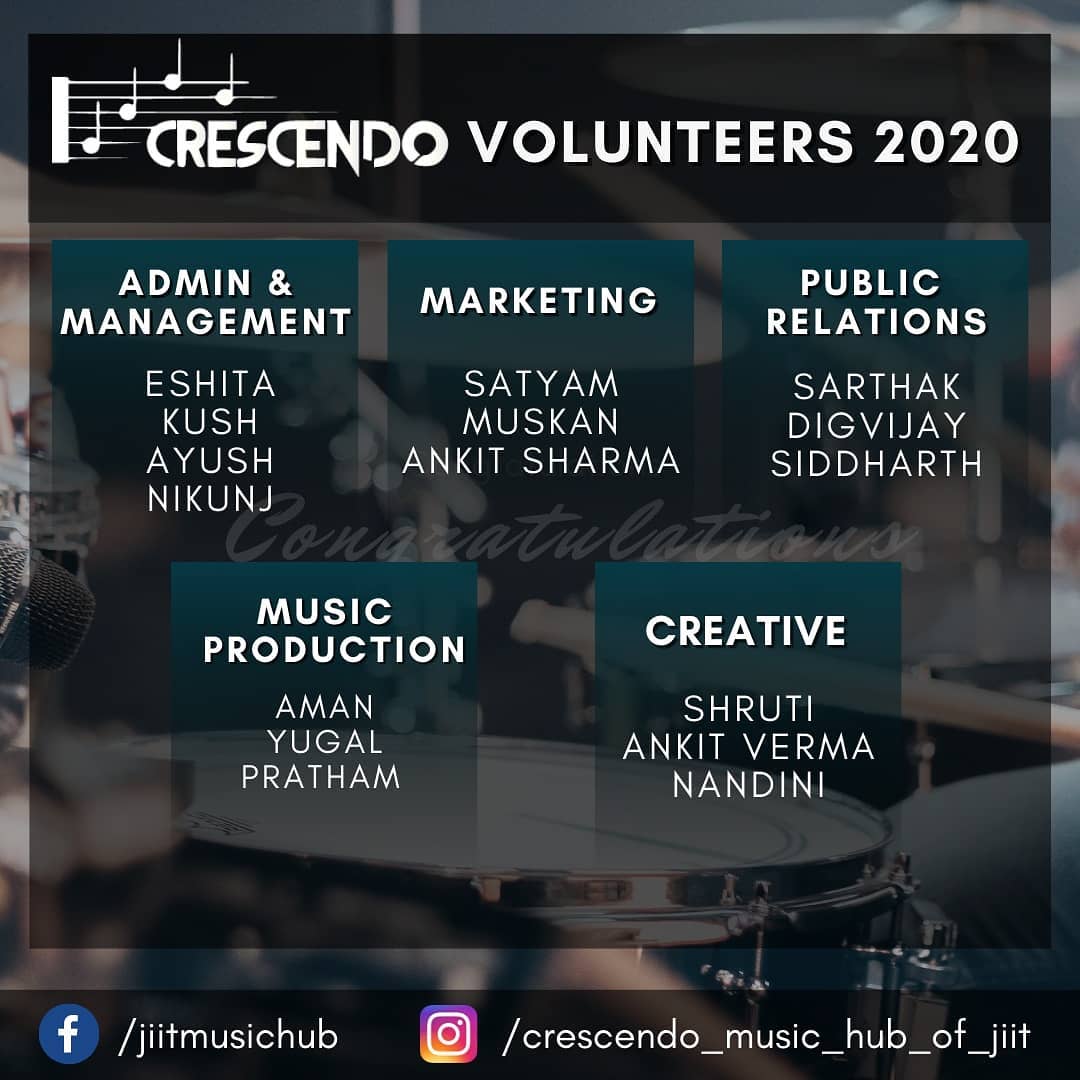 CRESCENDO VOLUNTEERS 2020
ADMIN &
MANAGEMENT
ESHITA
KUSH
AYUSH
NIKUNJ
MARKETING
SATYAM
MUSKAN
ANKIT SHARMA
PUBLIC
RELATIONS
SARTHAK
DIGVIJAY
SIDDHARTH
Congratulations
MUSIC
PRODUCTION
AMAN
YUGAL
PRATHAM
CREATIVE
SHRUTI
ANKIT VERMA
NANDINI
/jiitmusichub
/crescendo_music_hub_of_jiit